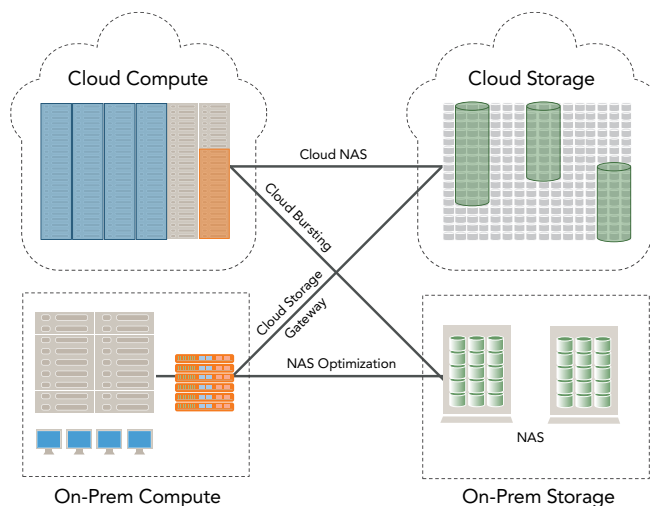 Cloud Compute
Cloud Storage
Cloud NAS
Cloud Bursting
Cloud Storage
Gateway
NAS Optimization
NAS
On-Prem Compute
On-Prem Storage